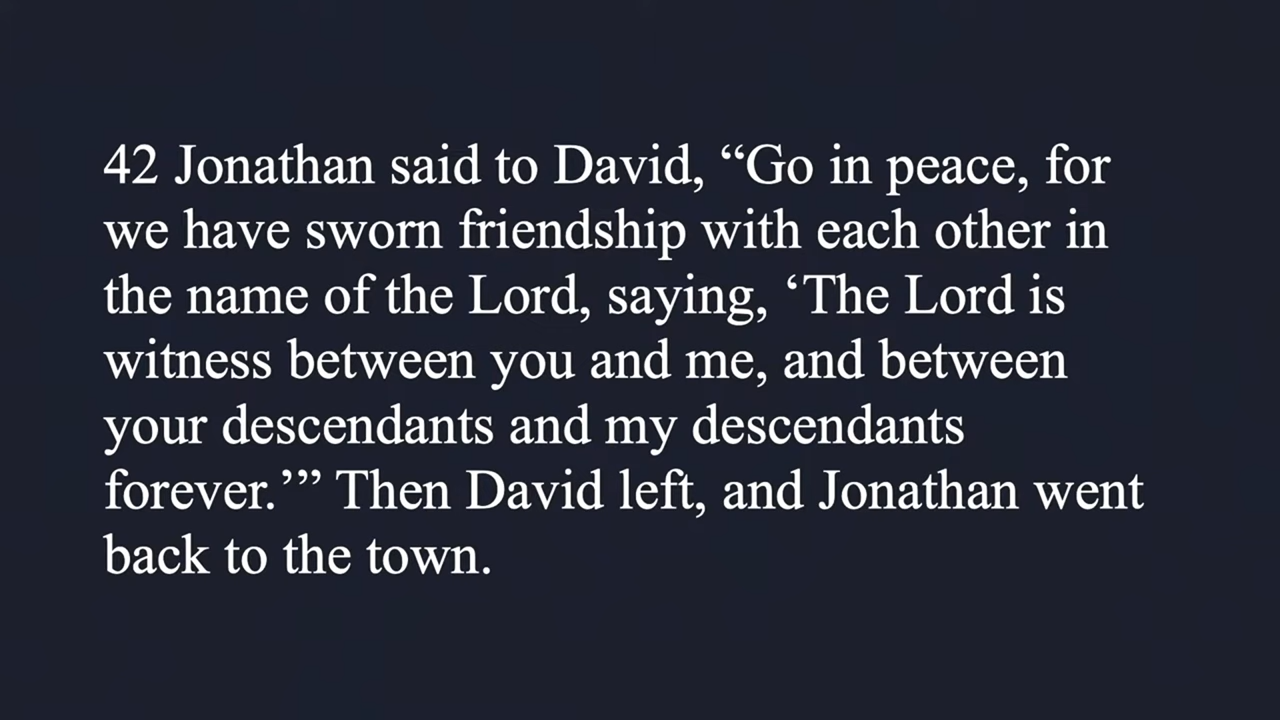 42 Jonathan said to David, “Go in peace, for
we have sworn friendship with each other in
the name of the Lord, saying, ‘The Lord is
witness between you and me, and between
your descendants and my descendants
forever.’” Then David left, and Jonathan went
back to the town.